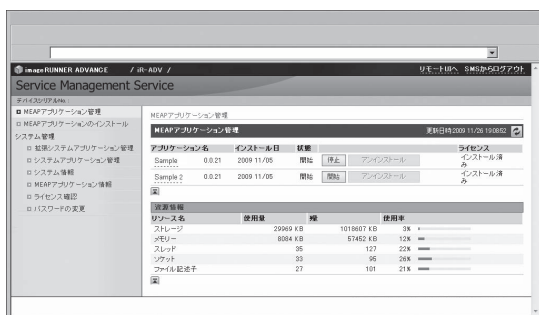 imageRUNNER ADVANCE / iR-ADV /
リモートUIへ SMSからログアウト
Service Management Service
デバイスシリアルNo.:
MEAPアプリケーション管理
MEAPアプリケーションのインストール
システム管理
拡張システムアプリケーション管理
システムアプリケーション管理
システム情報
MEAPアプリケーション情報
ライセンス確認
パスワードの変更
MEAPアプリケーション管理
MEAPアプリケーション管理 更新日時:2009 11/26 19:08:52
アプリケーション名 インストール日 状態 ライセンス
Sample 0.0.21 2009 11/05 開始 停止 アンインストール インストール済み
Sample 2 0.0.21 2009 11/05 開始 開始 アンインストール インストール済み
資源情報
リソース名 使用量 残 使用率
ストレージ 29969 KB 1018607 KB 3%
メモリー 8084 KB 57452 KB 12%
スレッド 35 127 22%
ソケット 33 95 26%
ファイル記述子 27 101 21%